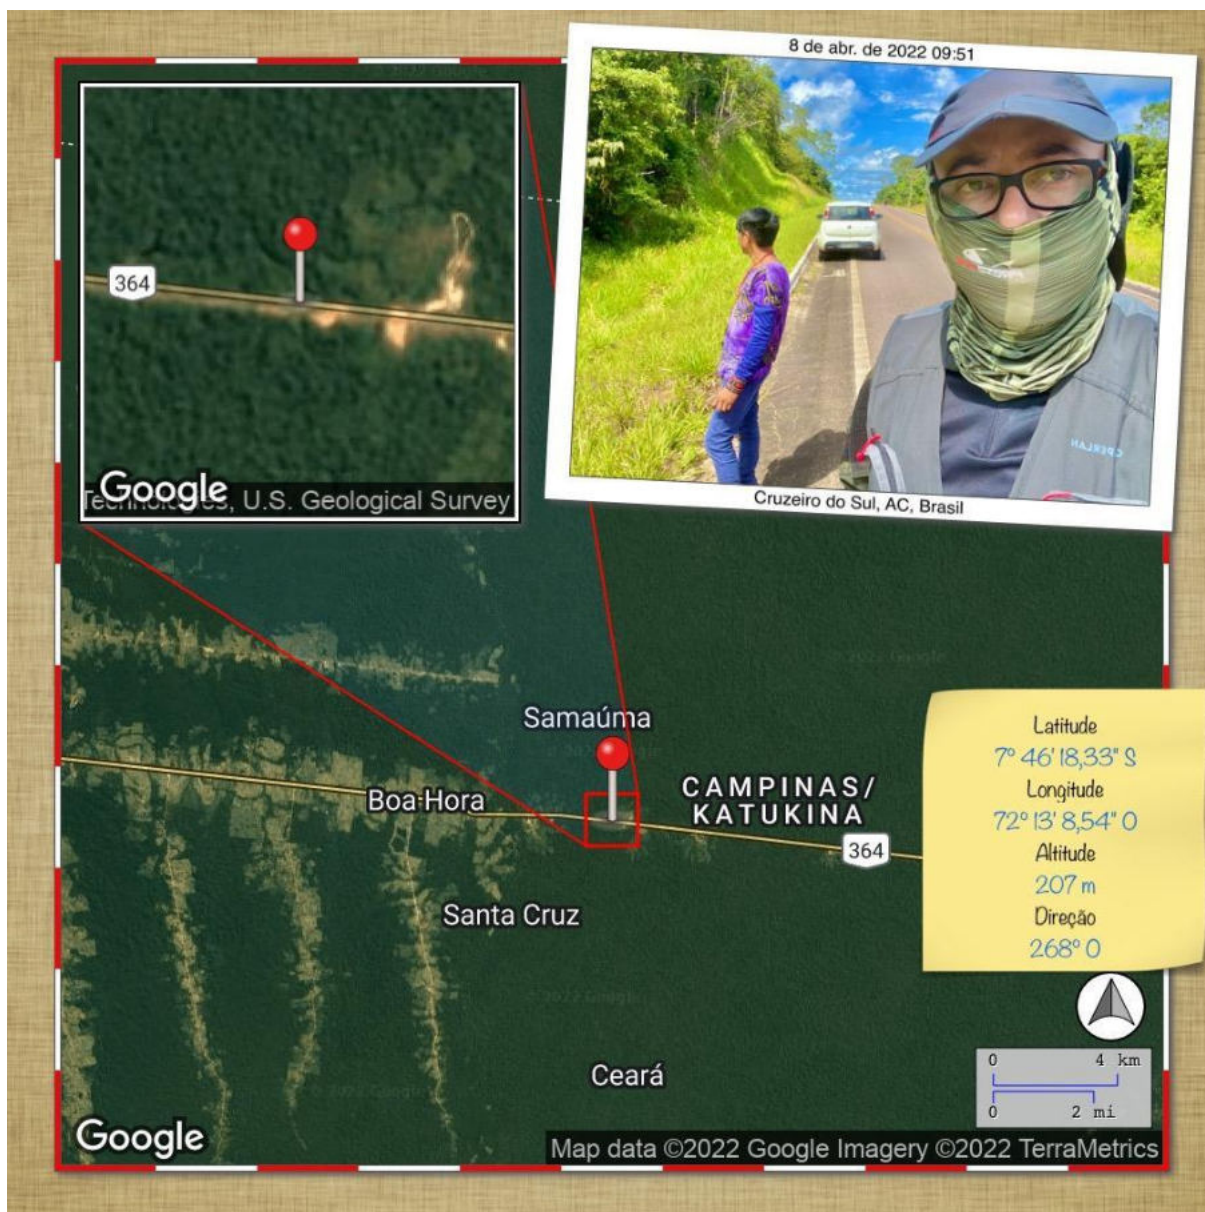 8 de abr. de 2022 09:51
Cruzeiro do Sul, AC, Brasil
364
Google
Technologies, U.S. Geological Survey
Samaúma
Boa Hora
CAMPINAS/
KATUKINA
364
Santa Cruz
Ceará
Latitude
7° 46' 18,33" S
Longitude
72° 13' 8,54" O
Altitude
207 m
Direção
268° O
0 4 km
0 2 mi
Google
Map data ©2022 Google Imagery ©2022 TerraMetrics
CPERLAN